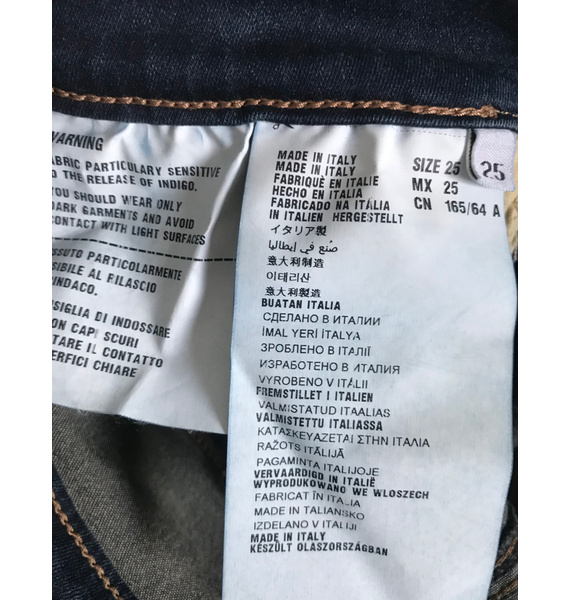 WARNING
FABRIC PARTICULARY SENSITIVE
TO THE RELEASE OF INDIGO.
YOU SHOULD WEAR ONLY
DARK GARMENTS AND AVOID
CONTACT WITH LIGHT SURFACES
TESSUTO PARTICOLARMENTE
SIBILE AL RILASCIO
INDACO.
SIGLIA DI INDOSSARE
CON CAPI SCURI
TARE IL CONTATTO
ERFICI CHIARE
MADE IN ITALY
MADE IN ITALY
FABRIQUÉ EN ITALIE
HECHO EN ITALIA
FABRICADO NA ITÁLIA
IN ITALIEN HERGESTELLT
イタリア製
صُنع في إيطاليا
意大利制造
이태리산
意大利製造
BUATAN ITALIA
СДЕЛАНО В ИТАЛИИ
İMAL YERİ İTALYA
ЗРОБЛЕНО В ІТАЛІЇ
ИЗРАБОТЕНО В ИТАЛИЯ
VYROBENO V ITÁLII
FREMSTILLET I ITALIEN
VALMISTATUD ITAALIAS
VALMISTETTU ITALIASSA
ΚΑΤΑΣΚΕΥΑΖΕΤΑΙ ΣΤΗΝ ΙΤΑΛΙΑ
RAŽOTS ITĀLIJĀ
PAGAMINTA ITALIJOJE
VERVAARDIGD IN ITALIË
WYPRODUKOWANO WE WLOSZECH
FABRICAT ÎN ITALIA
MADE IN TALIANSKO
IZDELANO V ITALIJI
MADE IN ITALY
KÉSZÜLT OLASZORSZÁGBAN
SIZE 25
MX 25
CN 165/64 A
25